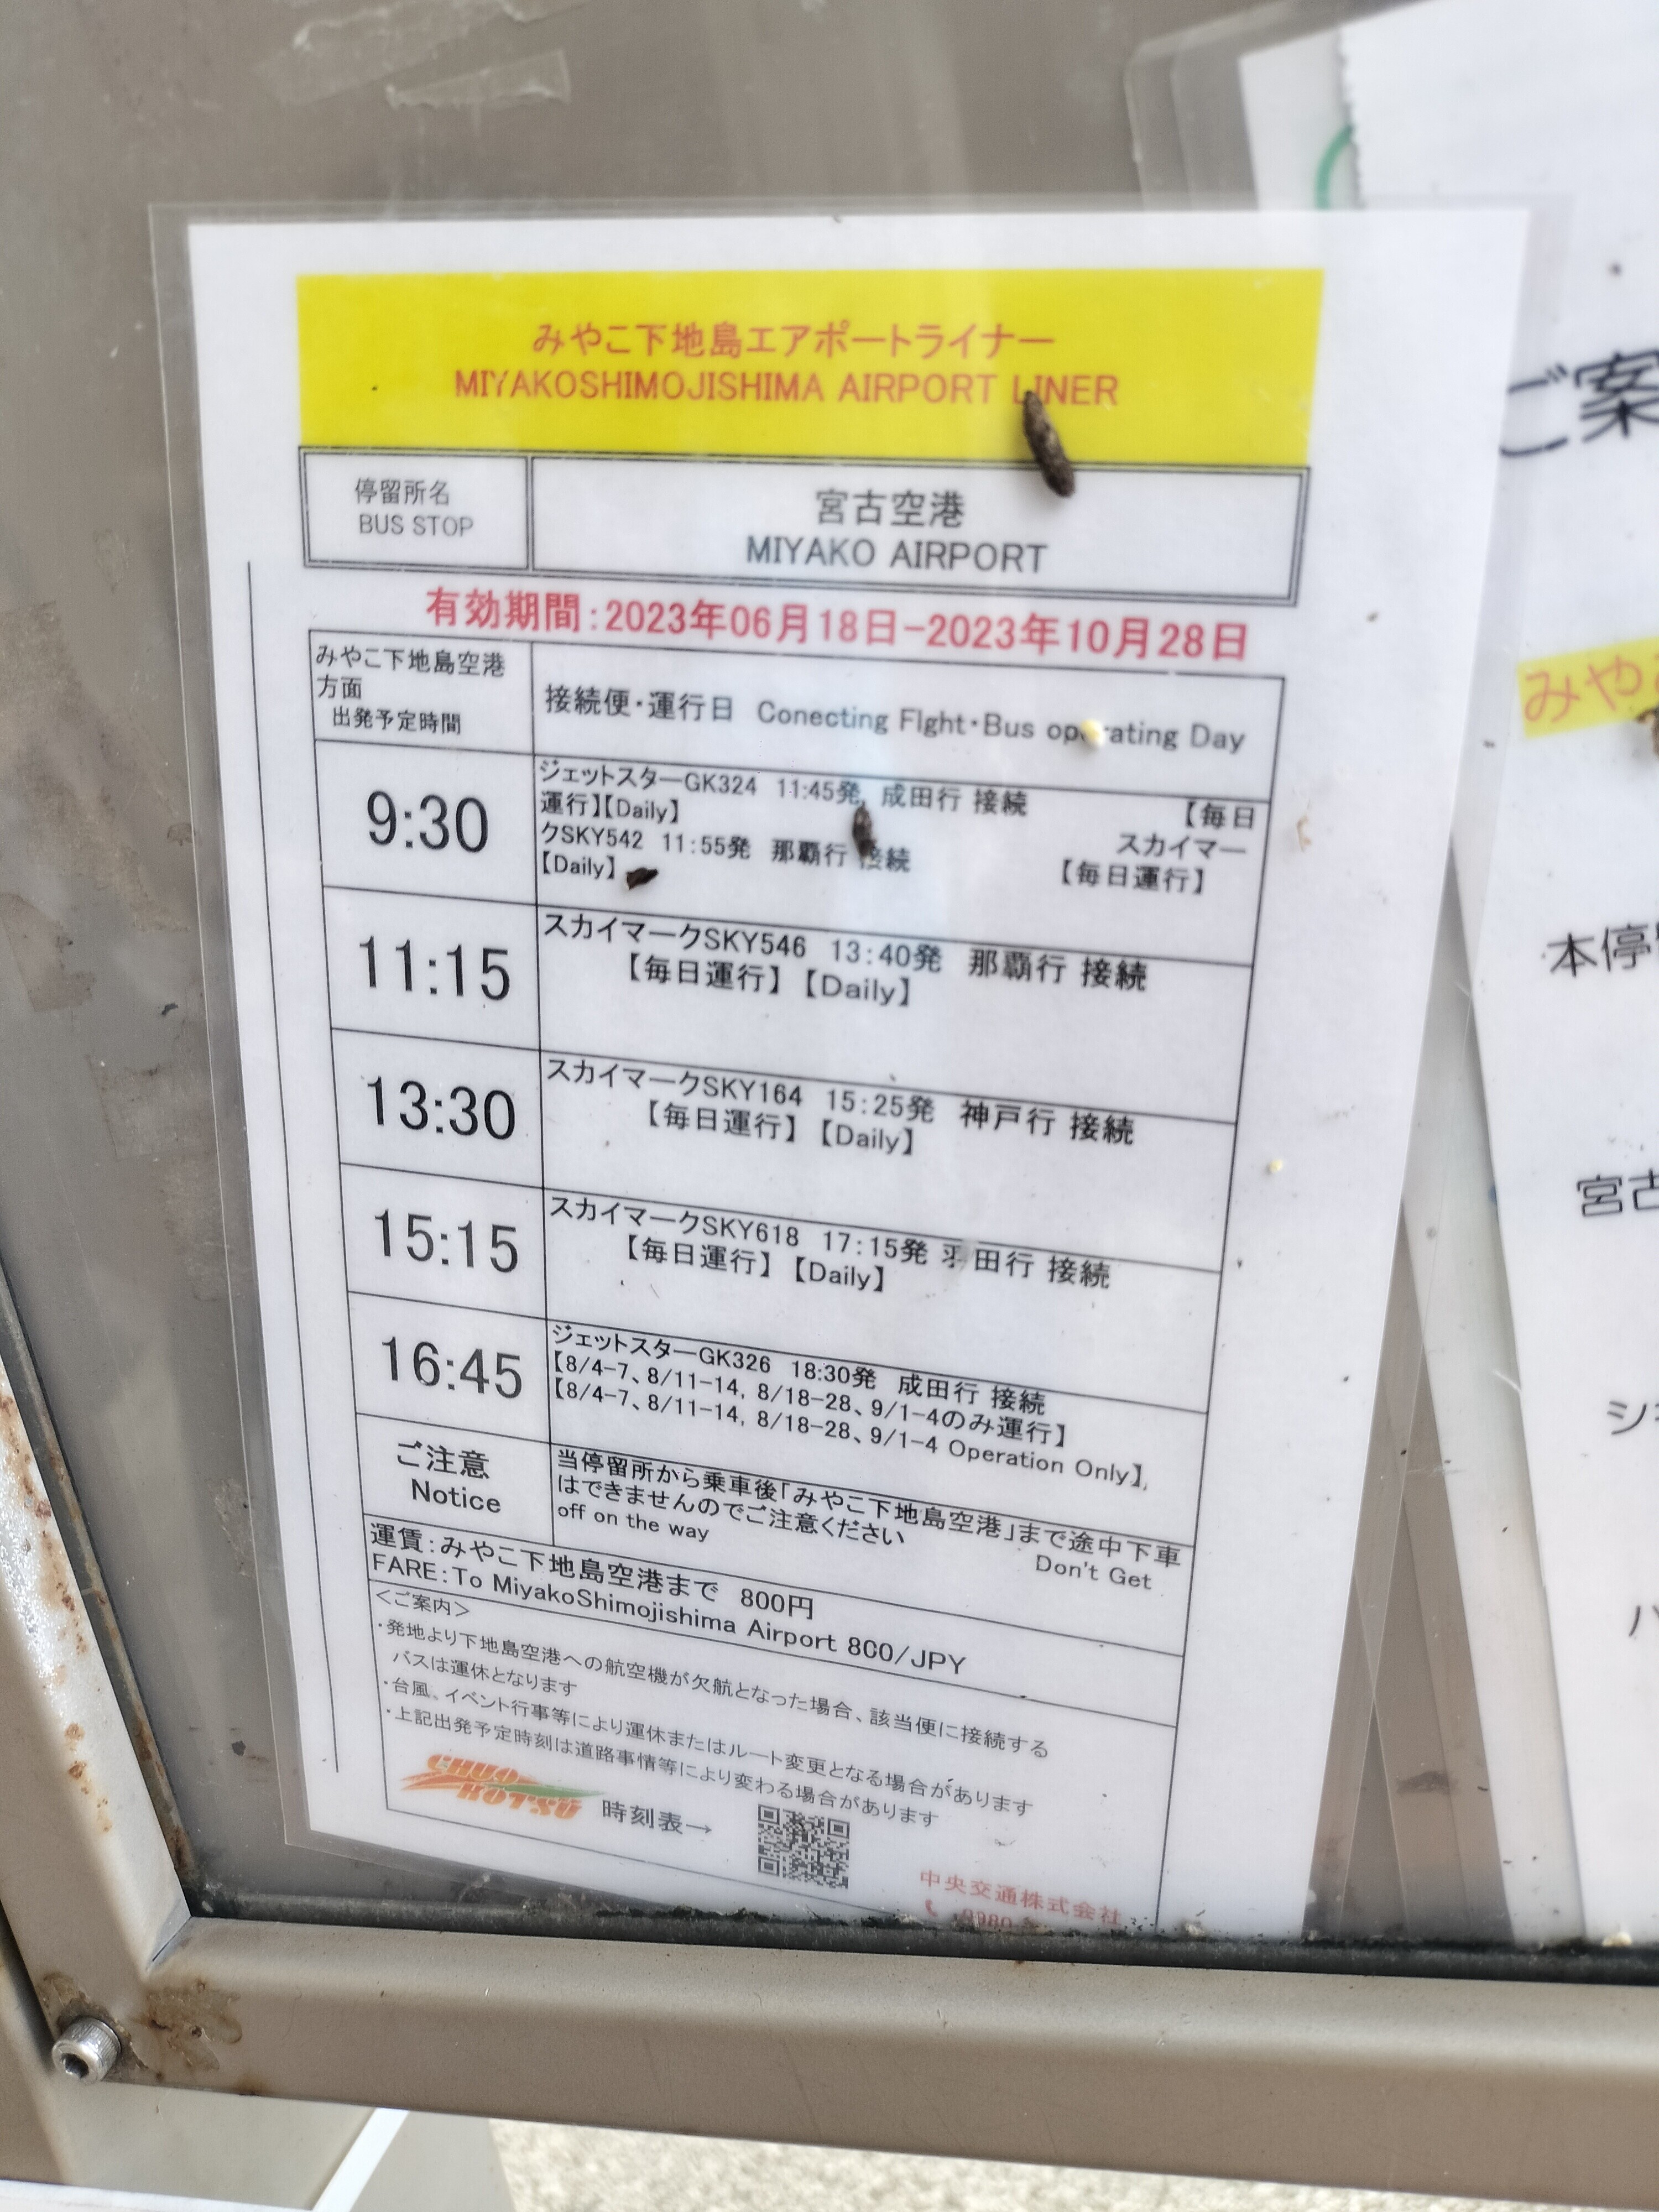 みやこ下地島エアポートライナー
MIYAKOSHIMOJISHIMA AIRPORT LINER
停留所名
BUS STOP
宮古空港
MIYAKO AIRPORT
有効期間:2023年06月18日-2023年10月28日
みやこ下地島空港
方面
出発予定時間
接続便・運行日 Conecting Flght・Bus operating Day
9:30
ジェットスターGK324 11:45発 成田行 接続 【毎日
運行】【Daily】 スカイマー
クSKY542 11:55発 那覇行 接続 【毎日運行】
【Daily】
11:15
スカイマークSKY546 13:40発 那覇行 接続
【毎日運行】【Daily】
13:30
スカイマークSKY164 15:25発 神戸行 接続
【毎日運行】【Daily】
15:15
スカイマークSKY618 17:15発 羽田行 接続
【毎日運行】【Daily】
16:45
ジェットスターGK326 18:30発 成田行 接続
【8/4-7、8/11-14, 8/18-28、9/1-4のみ運行】
【8/4-7、8/11-14, 8/18-28、9/1-4 Operation Only】,
ご注意
Notice
当停留所から乗車後「みやこ下地島空港」まで途中下車
はできませんのでご注意ください Don't Get
off on the way
運賃:みやこ下地島空港まで 800円
FARE:To MiyakoShimojishima Airport 800/JPY
<ご案内>
・発地より下地島空港への航空機が欠航となった場合、該当便に接続する
バスは運休となります
・台風、イベント行事等により運休またはルート変更となる場合があります
・上記出発予定時刻は道路事情等により変わる場合があります
CHUO
KOTSU
時刻表→
中央交通株式会社
0980
ご案
みや
本停
宮古
シ
ハ